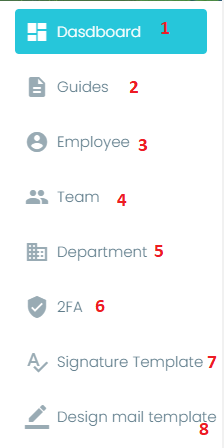 Dasdboard 1
Guides 2
Employee 3
Team 4
Department 5
2FA 6
Signature Template 7
Design mail template
8